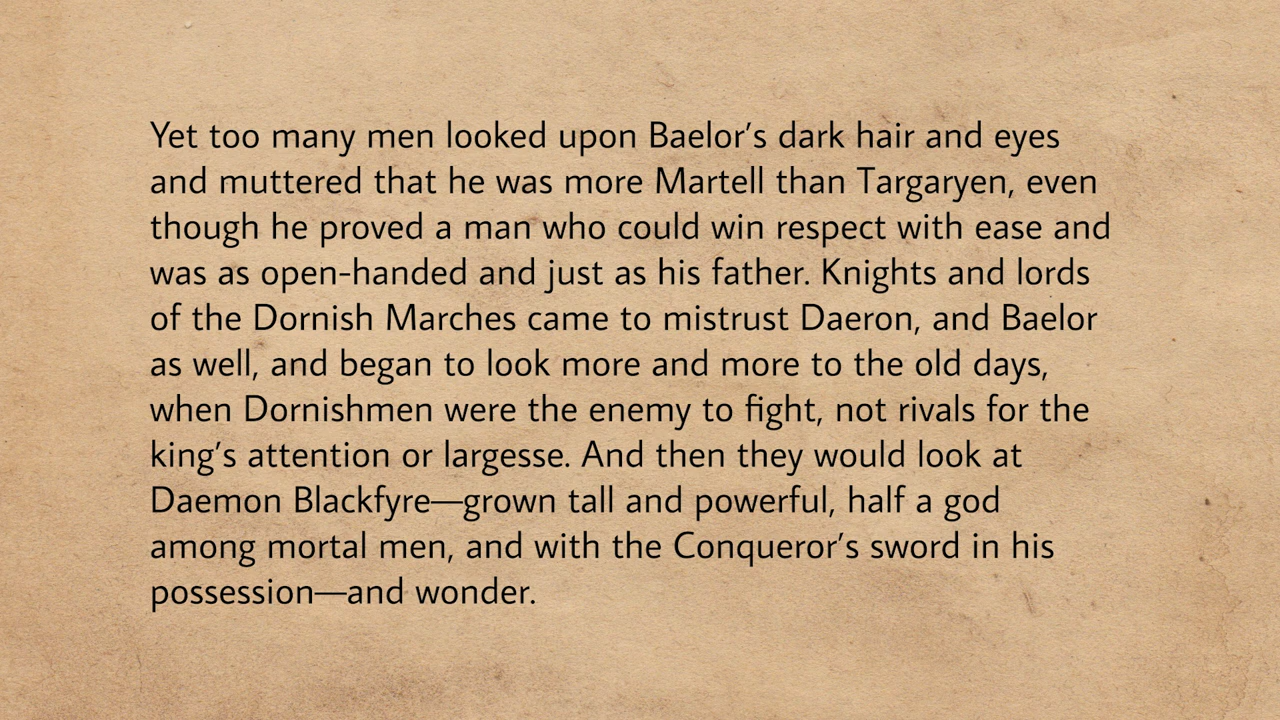 Yet too many men looked upon Baelor’s dark hair and eyes
and muttered that he was more Martell than Targaryen, even
though he proved a man who could win respect with ease and
was as open-handed and just as his father. Knights and lords
of the Dornish Marches came to mistrust Daeron, and Baelor
as well, and began to look more and more to the old days,
when Dornishmen were the enemy to fight, not rivals for the
king’s attention or largesse. And then they would look at
Daemon Blackfyre—grown tall and powerful, half a god
among mortal men, and with the Conqueror’s sword in his
possession—and wonder.